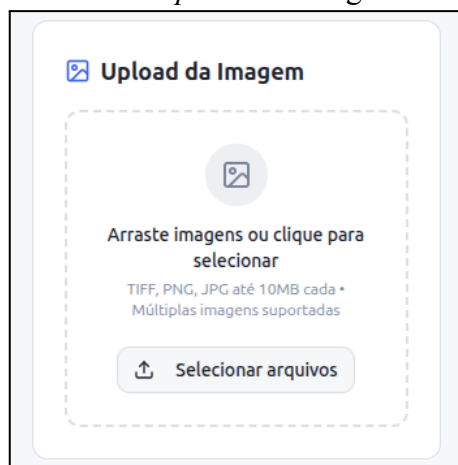 Upload da Imagem
Arraste imagens ou clique para
selecionar
TIFF, PNG, JPG até 10MB cada •
Múltiplas imagens suportadas
Selecionar arquivos